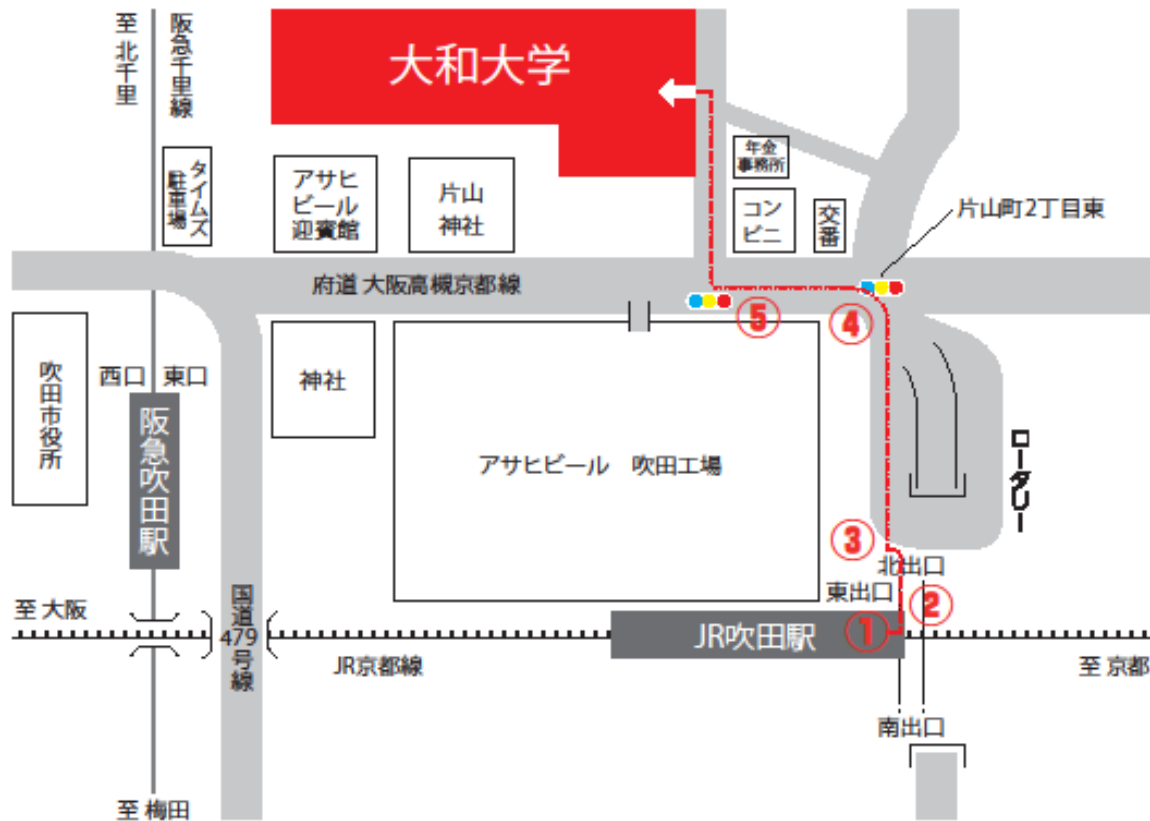 至 北千里
阪急千里線
大和大学
タイムズ
駐車場
アサヒ
ビール
迎賓館
片山
神社
年金
事務所
コン
ビニ
交番
片山町2丁目東
府道 大阪高槻京都線
⑤
④
吹田市役所
西口
東口
阪急吹田駅
神社
アサヒビール 吹田工場
ロータリー
③
北出口
東出口
②
至 大阪
国道
479
号線
JR京都線
JR吹田駅
①
至 京都
南出口
至 梅田